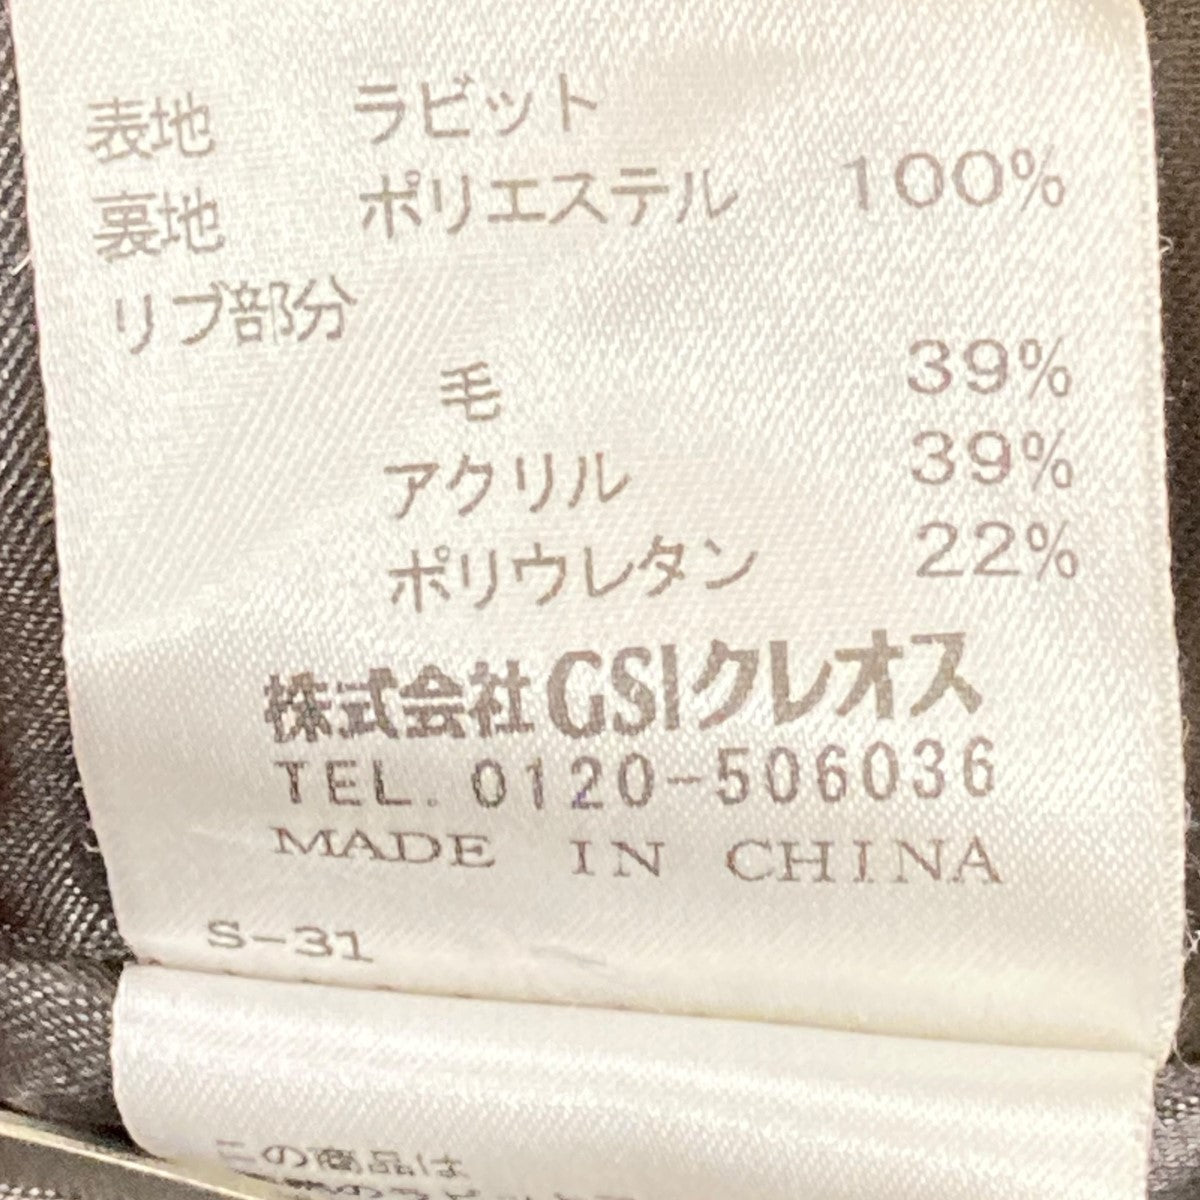 表地 ラビット
裏地 ポリエステル 100%
リブ部分
毛 39%
アクリル 39%
ポリウレタン 22%
株式会社GSIクレオス
TEL. 0120-506036
MADE IN CHINA
S-31
この商品は